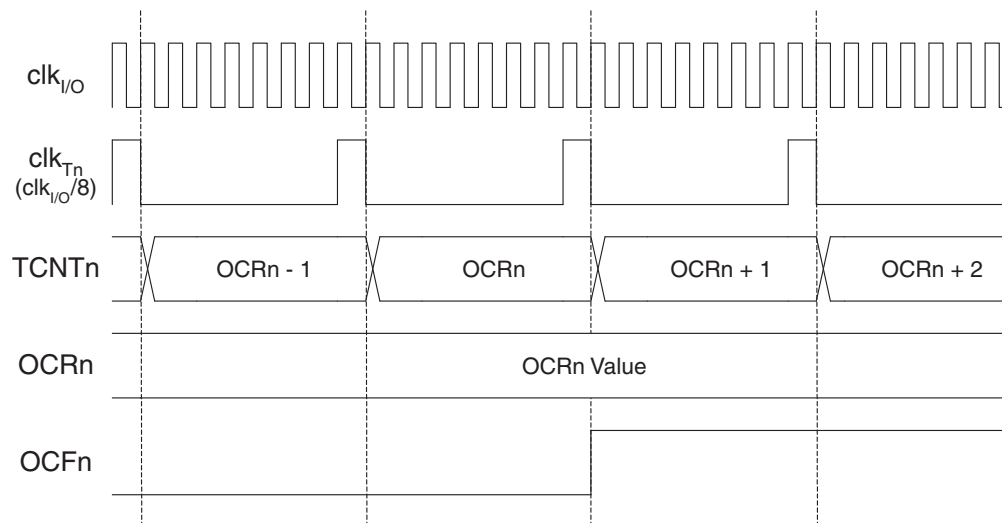 clkI/O
clkTn
(clkI/O/8)
TCNTn
OCRn - 1
OCRn
OCRn + 1
OCRn + 2
OCRn
OCRn Value
OCFn